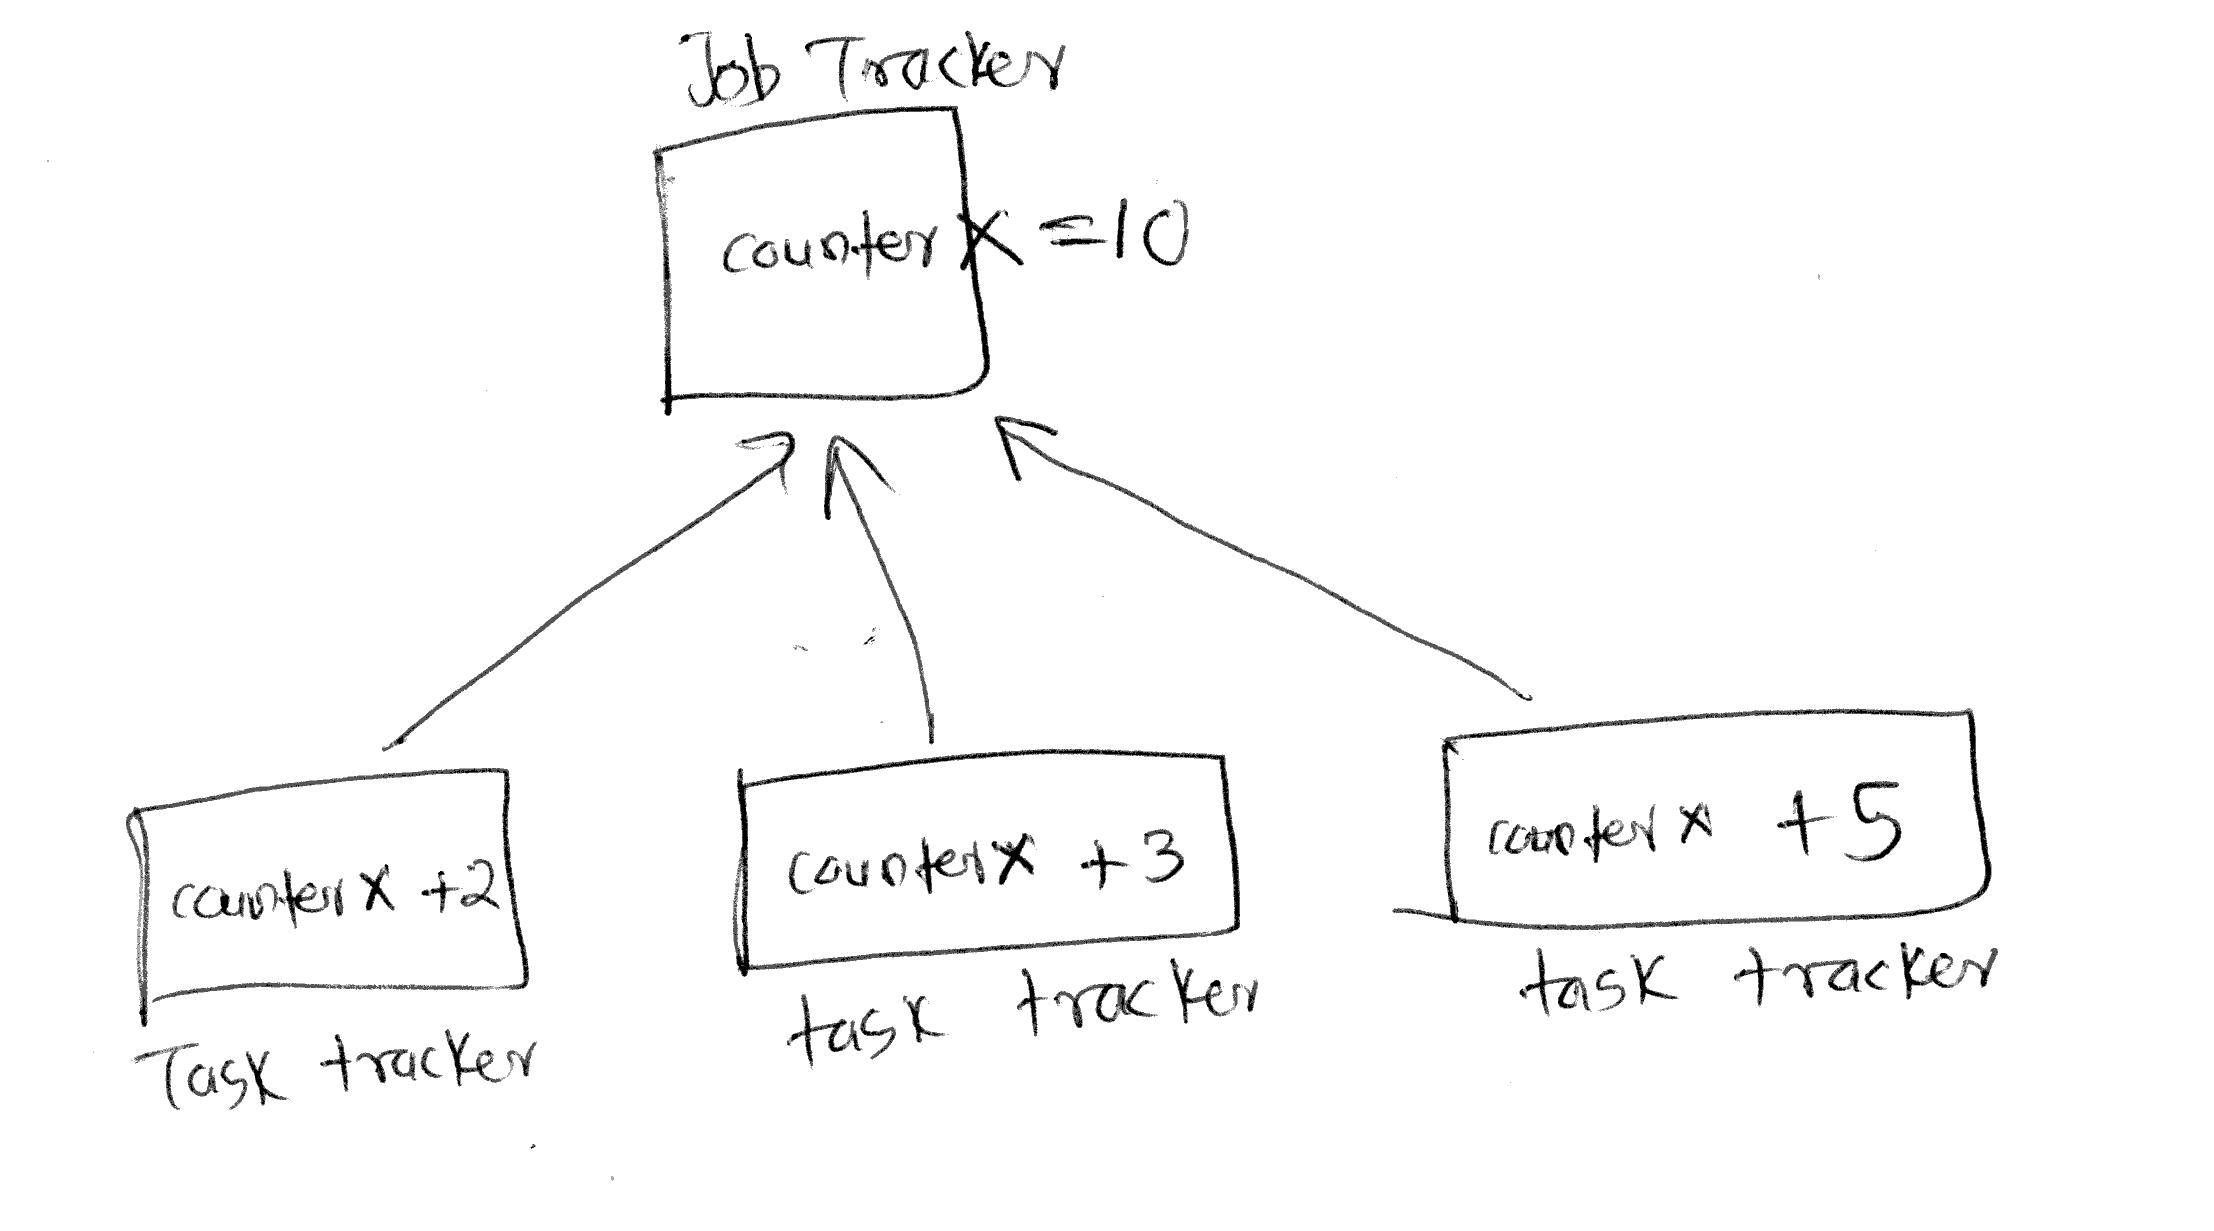 Job Tracker
counter X = 10
counter X +2
counter X +3
counter X +5
Task tracker
task tracker
task tracker